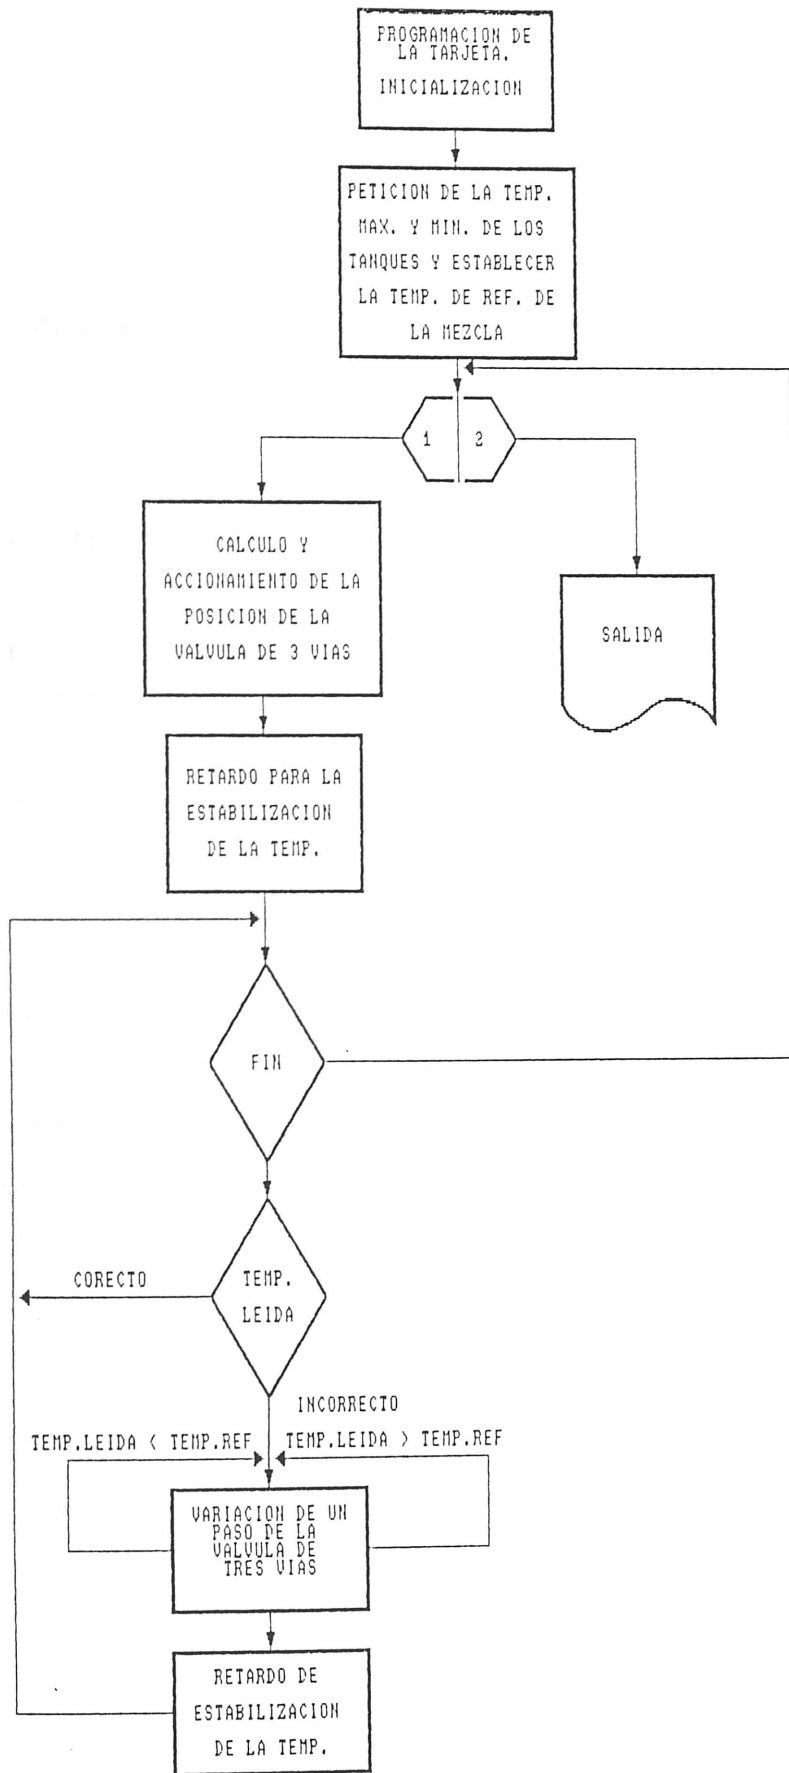 PROGRAMACION DE
LA TARJETA.
INICIALIZACION
PETICION DE LA TEMP.
MAX. Y MIN. DE LOS
TANQUES Y ESTABLECER
LA TEMP. DE REF. DE
LA MEZCLA
1 2
CALCULO Y
ACCIONAMIENTO DE LA
POSICION DE LA
VALVULA DE 3 VIAS
SALIDA
RETARDO PARA LA
ESTABILIZACION
DE LA TEMP.
FIN
CORECTO
TEMP.
LEIDA
INCORRECTO
TEMP.LEIDA < TEMP.REF
TEMP.LEIDA > TEMP.REF
VARIACION DE UN
PASO DE LA
VALVULA DE
TRES VIAS
RETARDO DE
ESTABILIZACION
DE LA TEMP.